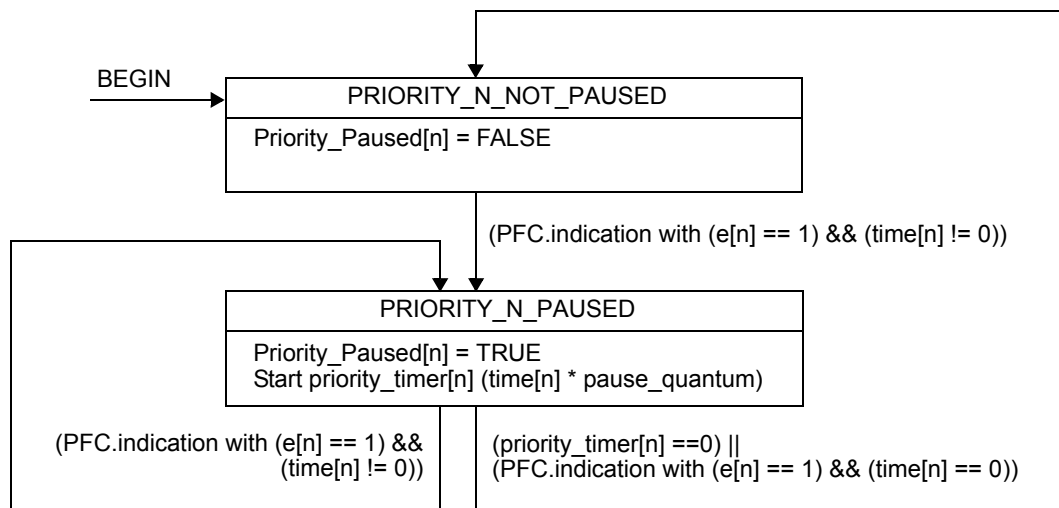 BEGIN
PRIORITY_N_NOT_PAUSED
Priority_Paused[n] = FALSE
(PFC.indication with (e[n] == 1) && (time[n] != 0))
PRIORITY_N_PAUSED
Priority_Paused[n] = TRUE
Start priority_timer[n] (time[n] * pause_quantum)
(PFC.indication with (e[n] == 1) &&
(time[n] != 0))
(priority_timer[n] ==0) ||
(PFC.indication with (e[n] == 1) && (time[n] == 0))